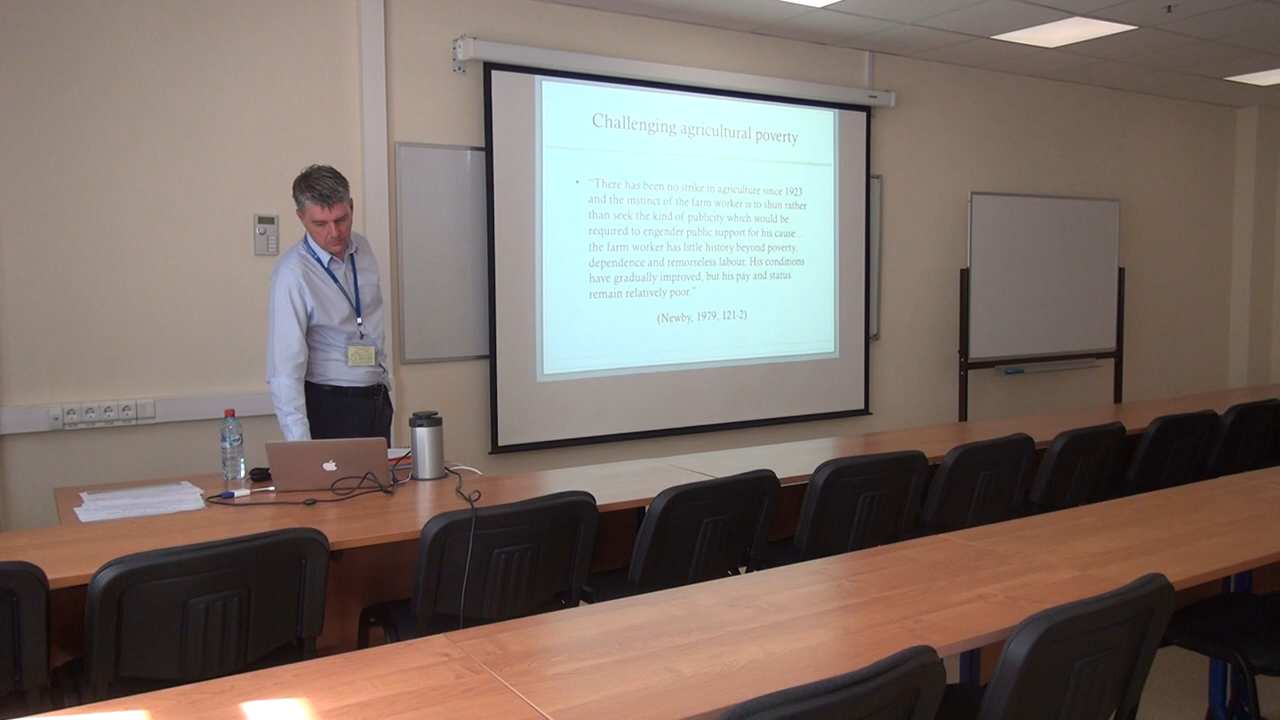 Challenging agricultural poverty
• "There has been no strike in agriculture since 1923
and the instinct of the farm worker is to shun rather
than seek the kind of publicity which would be
required to engender public support for his cause…
the farm worker has little history beyond poverty,
dependence and remorseless labour. His conditions
have gradually improved, but his pay and status
remain relatively poor."
(Newby, 1979, 121-2)